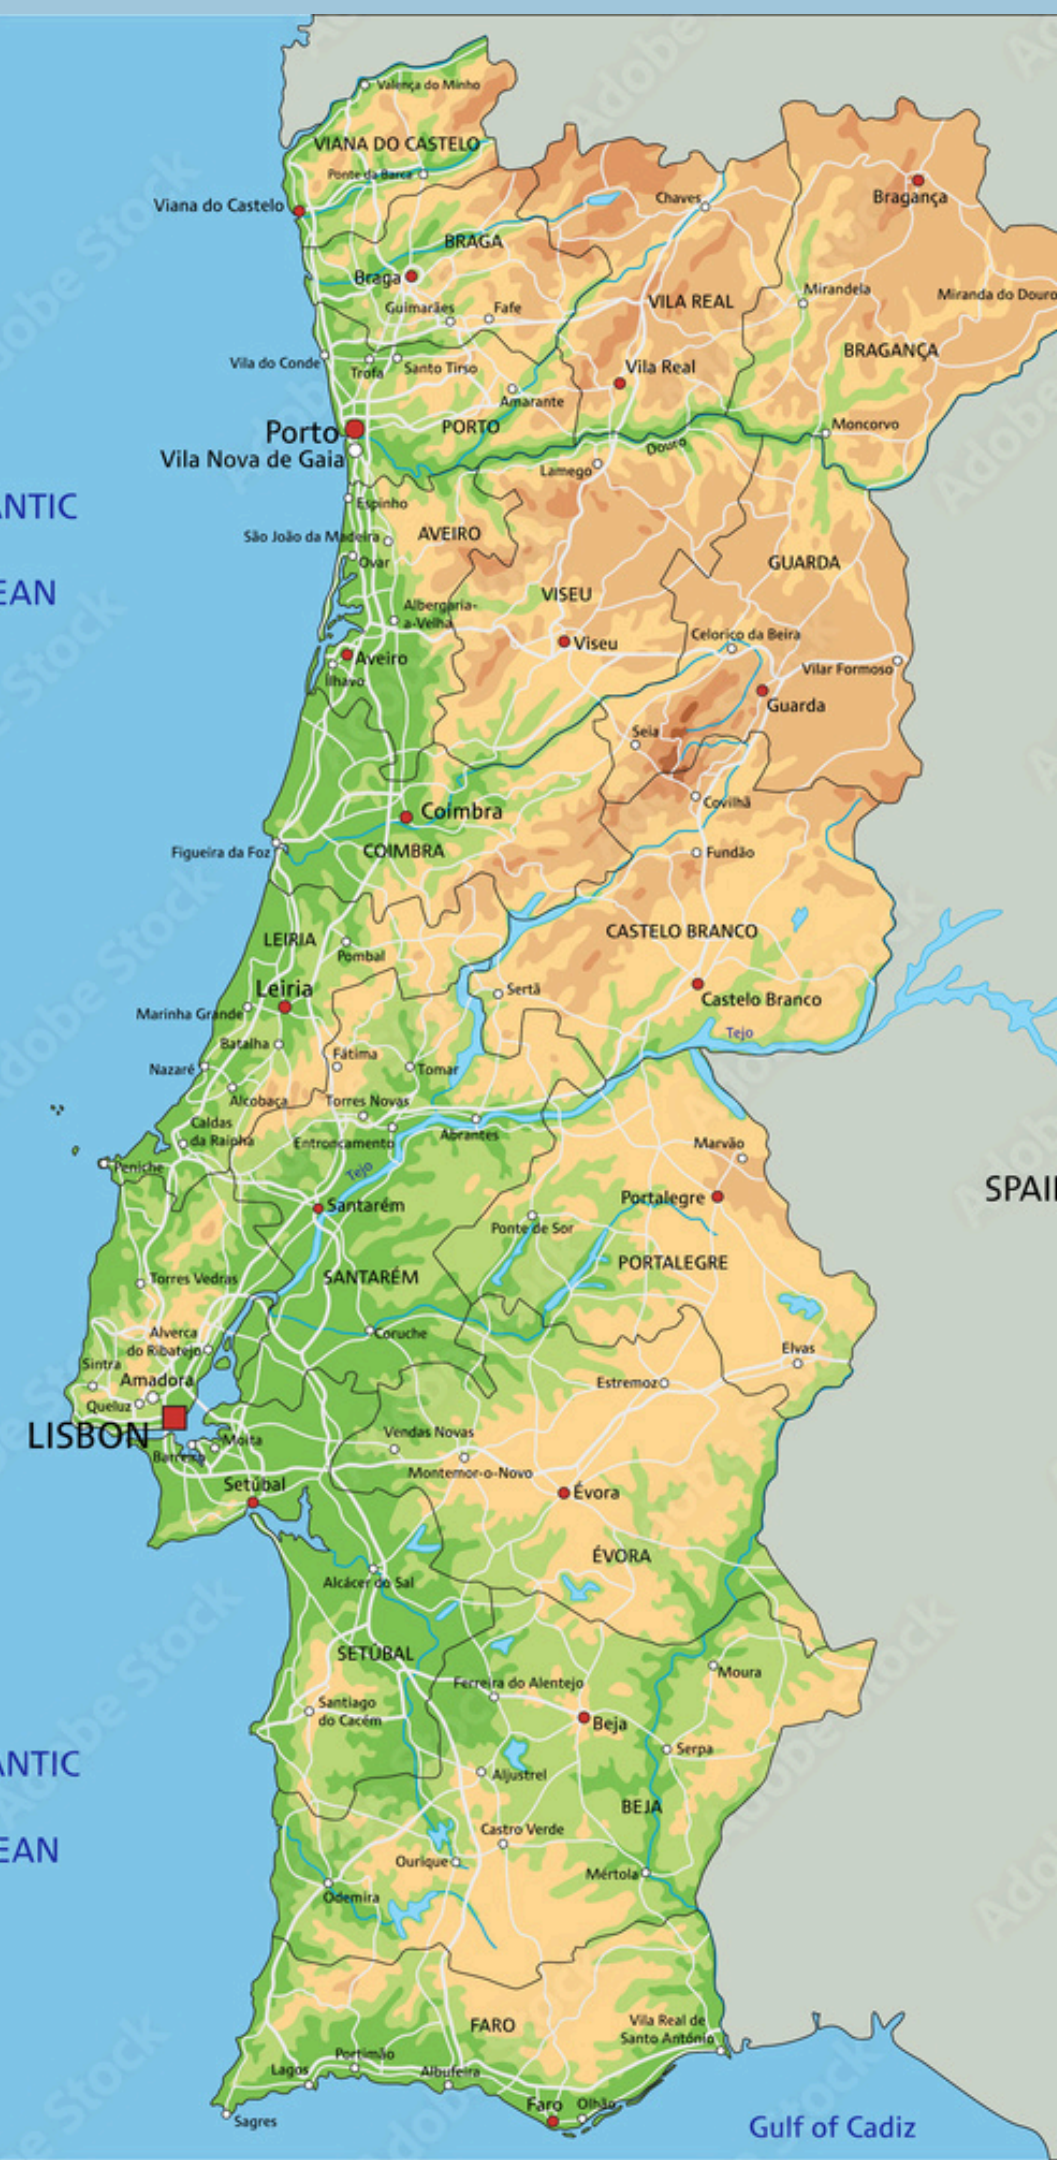 Valença do Minho
VIANA DO CASTELO
Ponte da Barca
Viana do Castelo
Chaves
Bragança
BRAGA
Braga
Guimarães
Fafe
VILA REAL
Mirandela
Miranda do Douro
BRAGANÇA
Vila do Conde
Trofa
Santo Tirso
Vila Real
Amarante
Porto
PORTO
Moncorvo
Vila Nova de Gaia
Douro
Lamego
ANTIC
Espinho
São João da Madeira
AVEIRO
Ovar
GUARDA
EAN
VISEU
Albergaria-
a-Velha
Viseu
Celorico da Beira
Aveiro
Vilar Formoso
Ílhavo
Guarda
Seia
Covilhã
Coimbra
Figueira da Foz
COIMBRA
Fundão
LEIRIA
CASTELO BRANCO
Pombal
Leiria
Sertã
Castelo Branco
Marinha Grande
Tejo
Batalha
Fátima
Nazaré
Tomar
Alcobaça
Torres Novas
Caldas
da Rainha
Entroncamento
Abrantes
Marvão
Peniche
Tejo
SPAI
Santarém
Portalegre
Ponte de Sor
PORTALEGRE
Torres Vedras
SANTARÉM
Alverca
do Ribatejo
Coruche
Sintra
Elvas
Amadora
Estremoz
Queluz
LISBON
Moita
Vendas Novas
Barreiro
Montemor-o-Novo
Setúbal
Évora
ÉVORA
Alcácer do Sal
SETÚBAL
Moura
Ferreira do Alentejo
Santiago
do Cacém
Beja
Serpa
ANTIC
Aljustrel
BEJA
EAN
Castro Verde
Ourique
Mértola
Odemira
FARO
Vila Real de
Santo António
Portimão
Lagos
Albufeira
Sagres
Faro
Olhão
Gulf of Cadiz
Adobe Stock